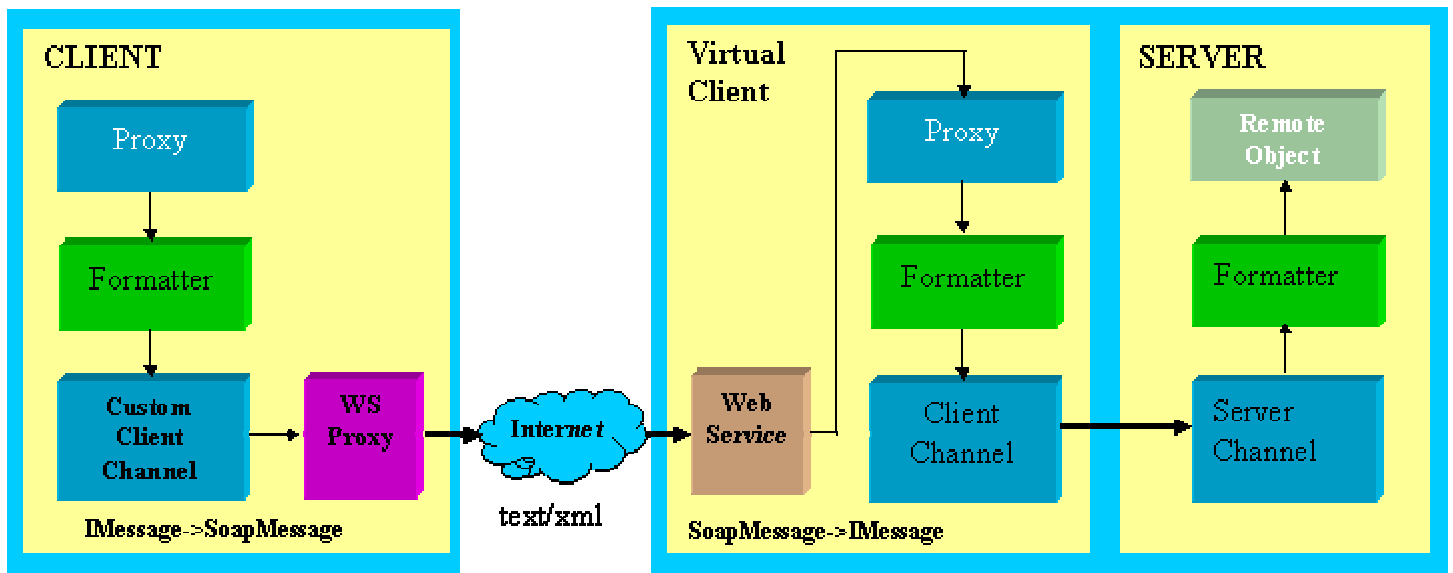 CLIENT
Proxy
Formatter
Custom
Client
Channel
WS
Proxy
IMessage->SoapMessage
Internet
text/xml
Virtual
Client
Proxy
Formatter
Web
Service
Client
Channel
SoapMessage->IMessage
SERVER
Remote
Object
Formatter
Server
Channel